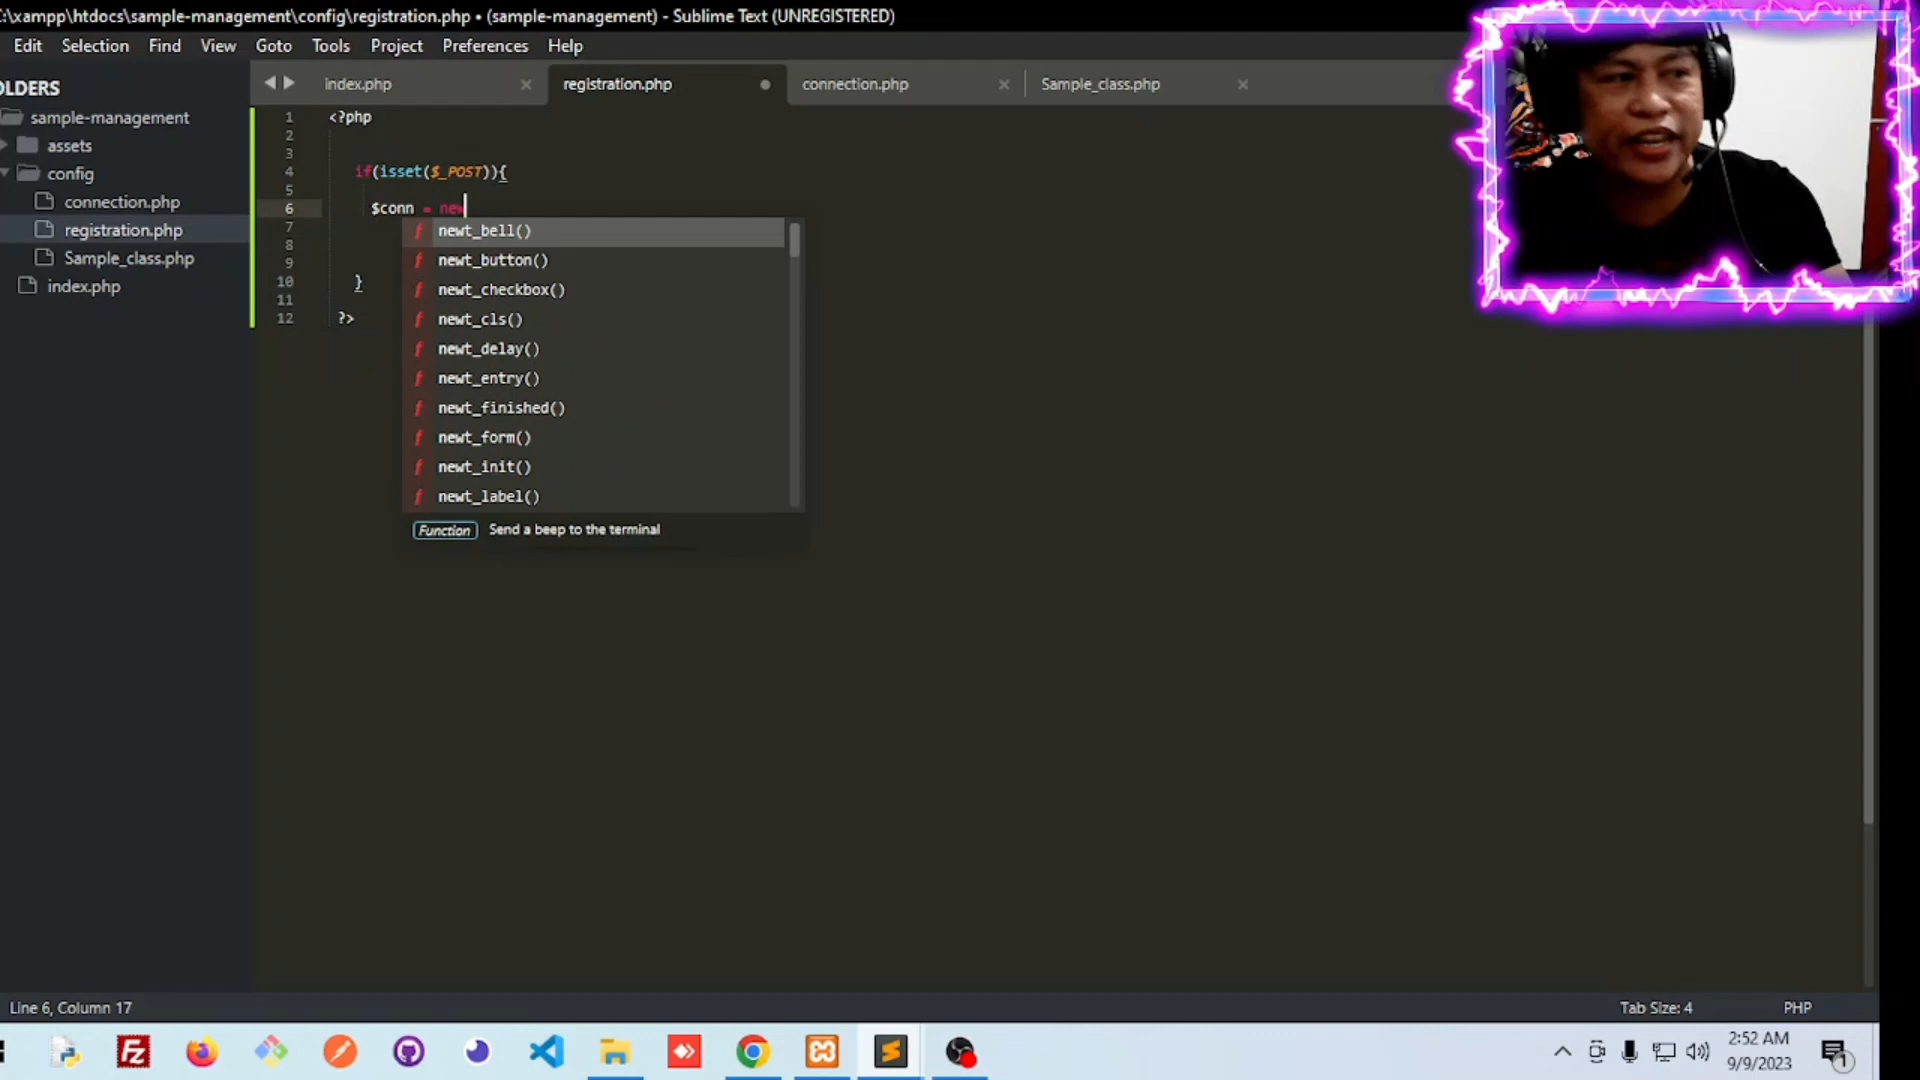 C:\xampp\htdocs\sample-management\config\registration.php • (sample-management) - Sublime Text (UNREGISTERED)
Edit Selection Find View Goto Tools Project Preferences Help
OLDERS
sample-management
assets
config
connection.php
registration.php
Sample_class.php
index.php
index.php registration.php connection.php Sample_class.php
1 <?php
2
3
4 if(isset($_POST)){
5
6 $conn = new
7
8
9
10 }
11
12 ?>
f newt_bell()
f newt_button()
f newt_checkbox()
f newt_cls()
f newt_delay()
f newt_entry()
f newt_finished()
f newt_form()
f newt_init()
f newt_label()
Function Send a beep to the terminal
Line 6, Column 17 Tab Size: 4 PHP
Fz
2:52 AM
9/9/2023
1